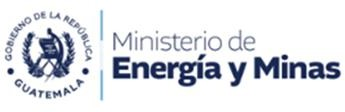 GOBIERNO DE LA REPÚBLICA
GUATEMALA
Ministerio de
Energía y Minas